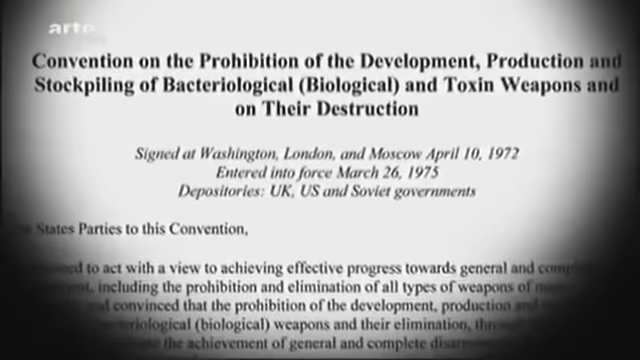 arte
Convention on the Prohibition of the Development, Production and
Stockpiling of Bacteriological (Biological) and Toxin Weapons and
on Their Destruction
Signed at Washington, London, and Moscow April 10, 1972
Entered into force March 26, 1975
Depositories: UK, US and Soviet governments
States Parties to this Convention,
to act with a view to achieving effective progress towards general and
including the prohibition and elimination of all types of weapons of
and convinced that the prohibition of the development, production
(biological) weapons and their elimination,
the achievement of general and complete